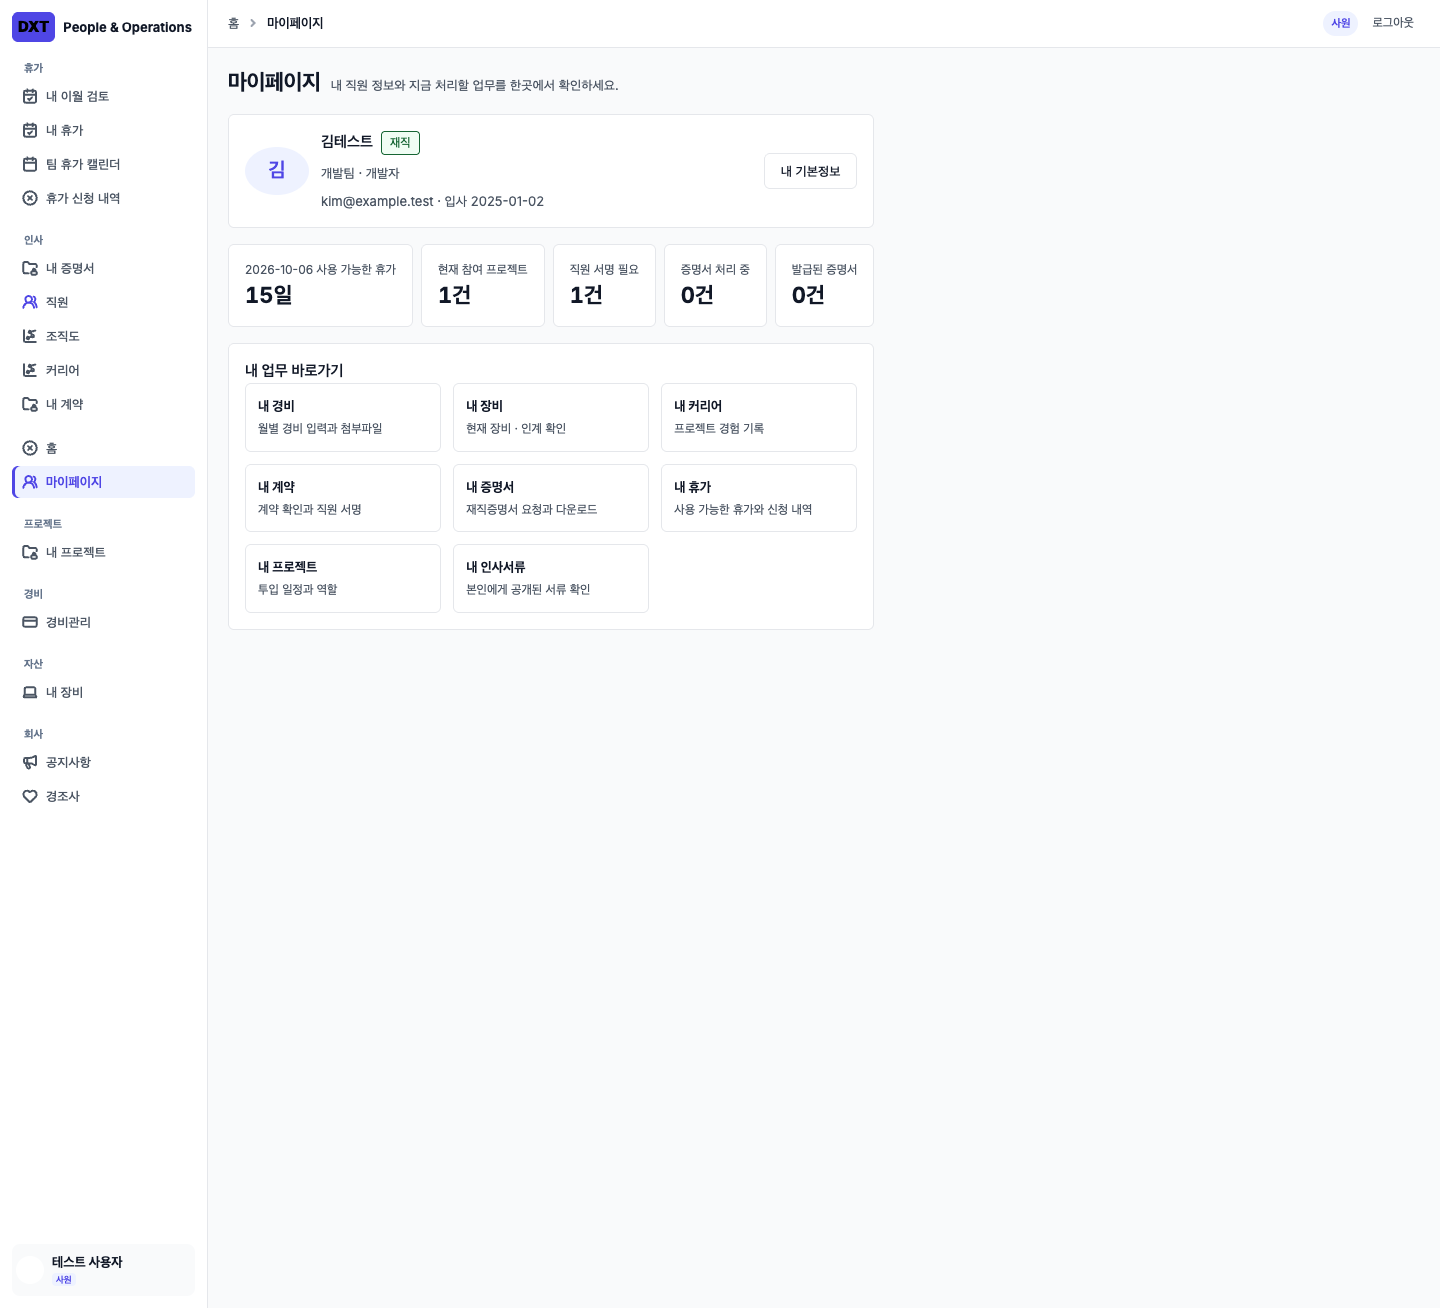 DXT People & Operations
휴가
내 이월 검토
내 휴가
팀 휴가 캘린더
휴가 신청 내역
인사
내 증명서
직원
조직도
커리어
내 계약
홈
마이페이지
프로젝트
내 프로젝트
경비
경비관리
자산
내 장비
회사
공지사항
경조사
테스트 사용자
사원
홈 마이페이지
사원 로그아웃
마이페이지 내 직원 정보와 지금 처리할 업무를 한곳에서 확인하세요.
김
김테스트 재직
개발팀 · 개발자
kim@example.test · 입사 2025-01-02
내 기본정보
2026-10-06 사용 가능한 휴가
15일
현재 참여 프로젝트
1건
직원 서명 필요
1건
증명서 처리 중
0건
발급된 증명서
0건
내 업무 바로가기
내 경비
월별 경비 입력과 첨부파일
내 장비
현재 장비 · 인계 확인
내 커리어
프로젝트 경험 기록
내 계약
계약 확인과 직원 서명
내 증명서
재직증명서 요청과 다운로드
내 휴가
사용 가능한 휴가와 신청 내역
내 프로젝트
투입 일정과 역할
내 인사서류
본인에게 공개된 서류 확인